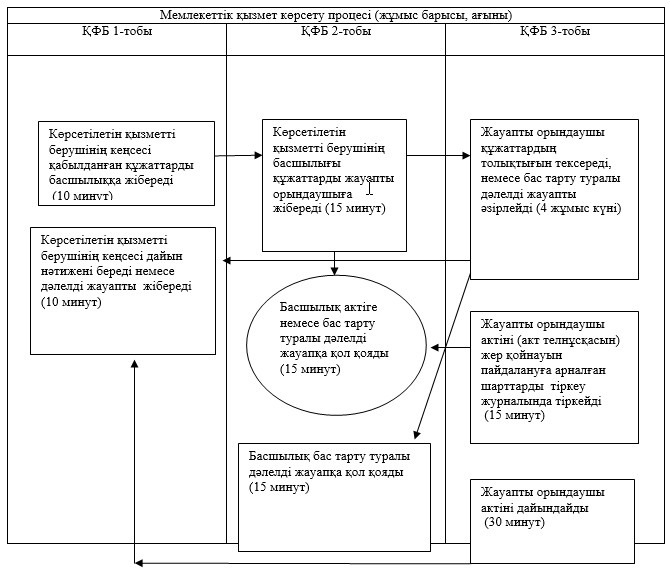 Мемлекеттік қызмет көрсету процесі (жұмыс барысы, ағыны)
ҚФБ 1-тобы
ҚФБ 2-тобы
ҚФБ 3-тобы
Көрсетілетін қызметті
берушінің кеңсесі
қабылданған құжаттарды
басшылыққа жібереді
(10 минут)
Көрсетілетін
қызметті берушінің
басшылығы
құжаттарды жауапты
орындаушыға
жібереді (15 минут)
Жауапты орындаушы
құжаттардың
толықтығын тексереді,
немесе бас тарту туралы
дәлелді жауапты
әзірлейді (4 жұмыс күні)
Көрсетілетін қызметті
берушінің кеңсесі дайын
нәтижені береді немесе
дәлелді жауапты жібереді
(10 минут)
Басшылық актіге
немесе бас тарту
туралы дәлелді
жауапқа қол қояды
(15 минут)
Жауапты орындаушы
актіні (акт телнұсқасын)
жер қойнауын
пайдалануға арналған
шарттарды тіркеу
журналында тіркейді
(15 минут)
Басшылық бас тарту туралы
дәлелді жауапқа қол қояды
(15 минут)
Жауапты орындаушы
актіні дайындайды
(30 минут)